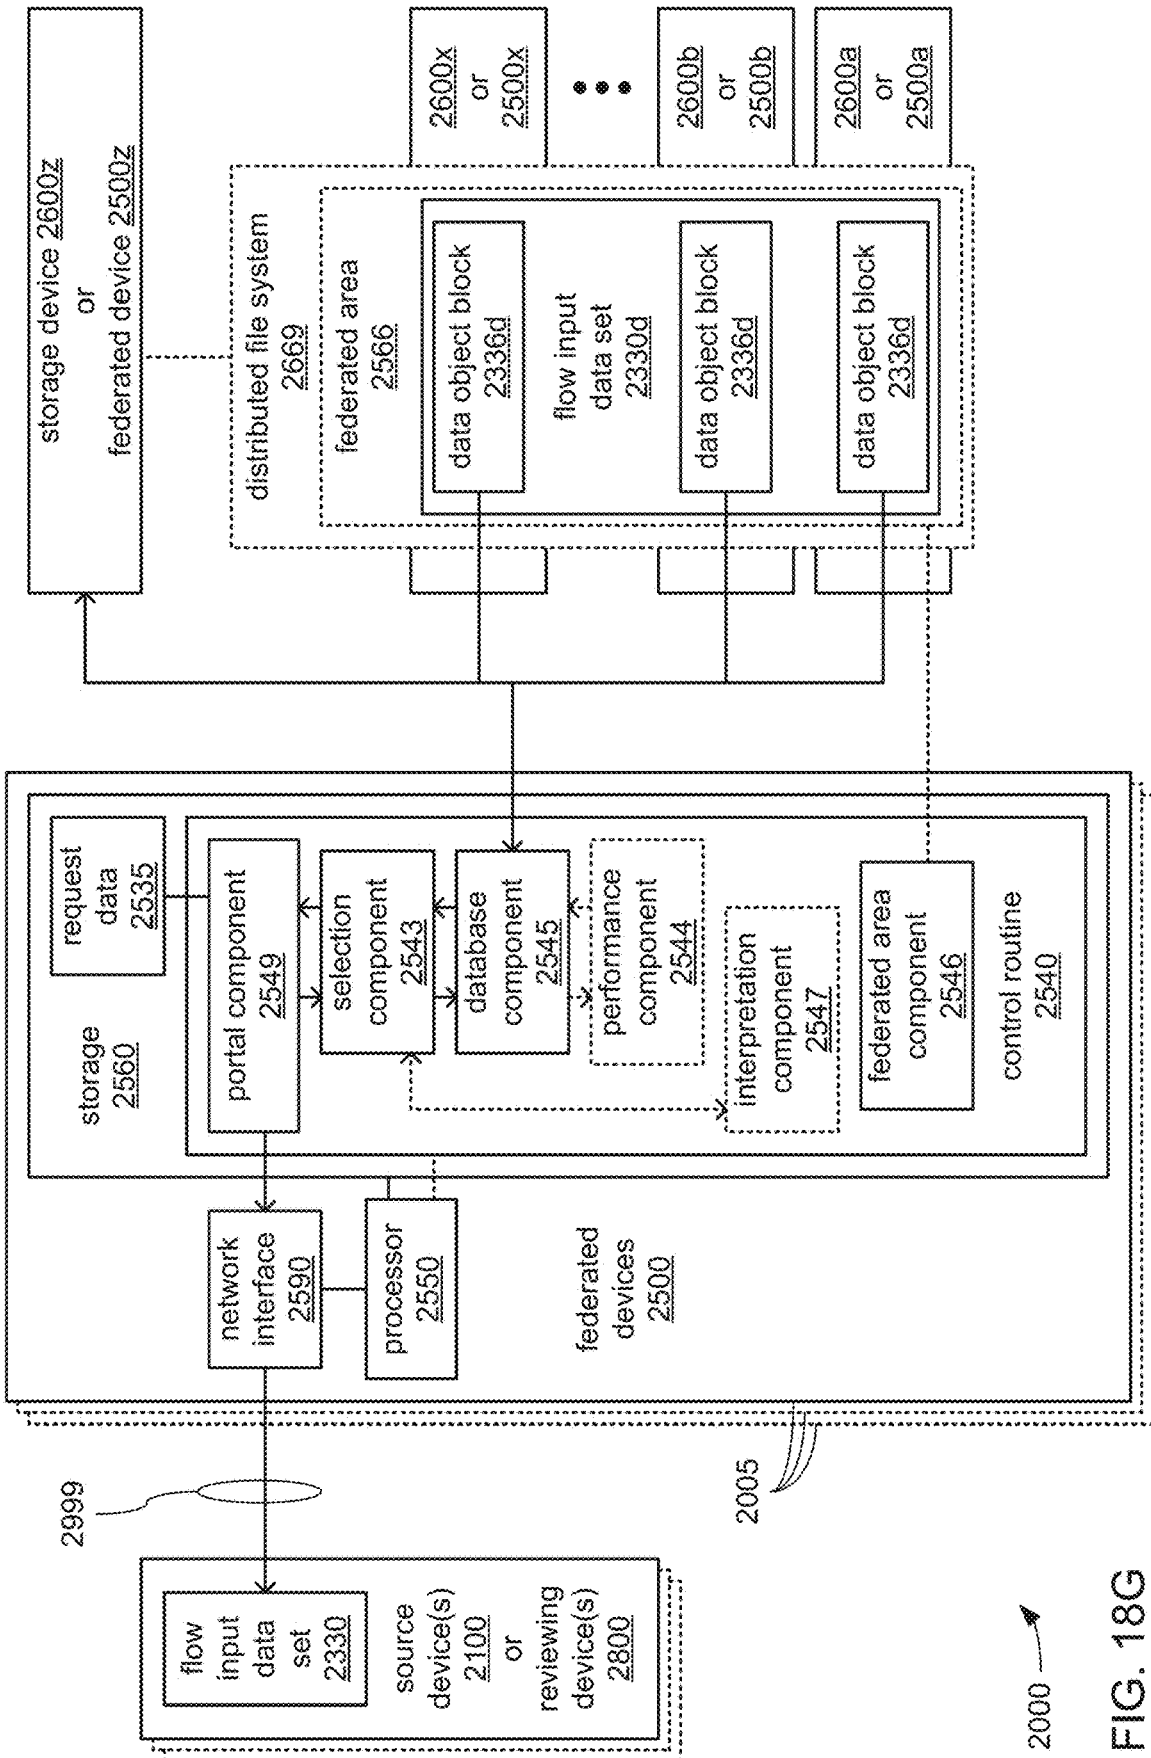 flow
input
data
set
2330
source
device(s)
2100
or
reviewing
device(s)
2800
2999
2005
network
interface
2590
processor
2550
federated
devices
2500
storage
2560
request
data
2535
portal component
2549
selection
component
2543
database
component
2545
performance
component
2544
interpretation
component
2547
federated area
component
2546
control routine
2540
storage device 2600z
or
federated device 2500z
distributed file system
2669
federated area
2566
data object block
2336d
flow input
data set
2330d
data object block
2336d
data object block
2336d
2600x
or
2500x
•••
2600b
or
2500b
2600a
or
2500a
2000
FIG. 18G